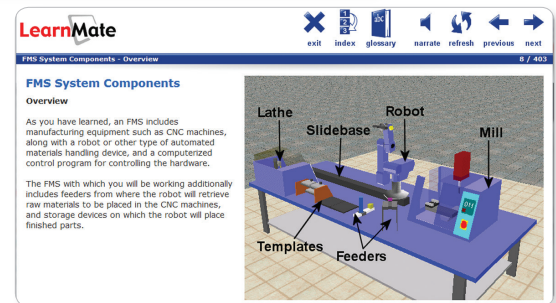 LearnMate
exit index glossary narrate refresh previous next
FMS System Components - Overview 8 / 403
FMS System Components
Overview
As you have learned, an FMS includes
manufacturing equipment such as CNC machines,
along with a robot or other type of automated
materials handling device, and a computerized
control program for controlling the hardware.
The FMS with which you will be working additionally
includes feeders from where the robot will retrieve
raw materials to be placed in the CNC machines,
and storage devices on which the robot will place
finished parts.
Lathe
Robot
Slidebase
Mill
Templates
Feeders